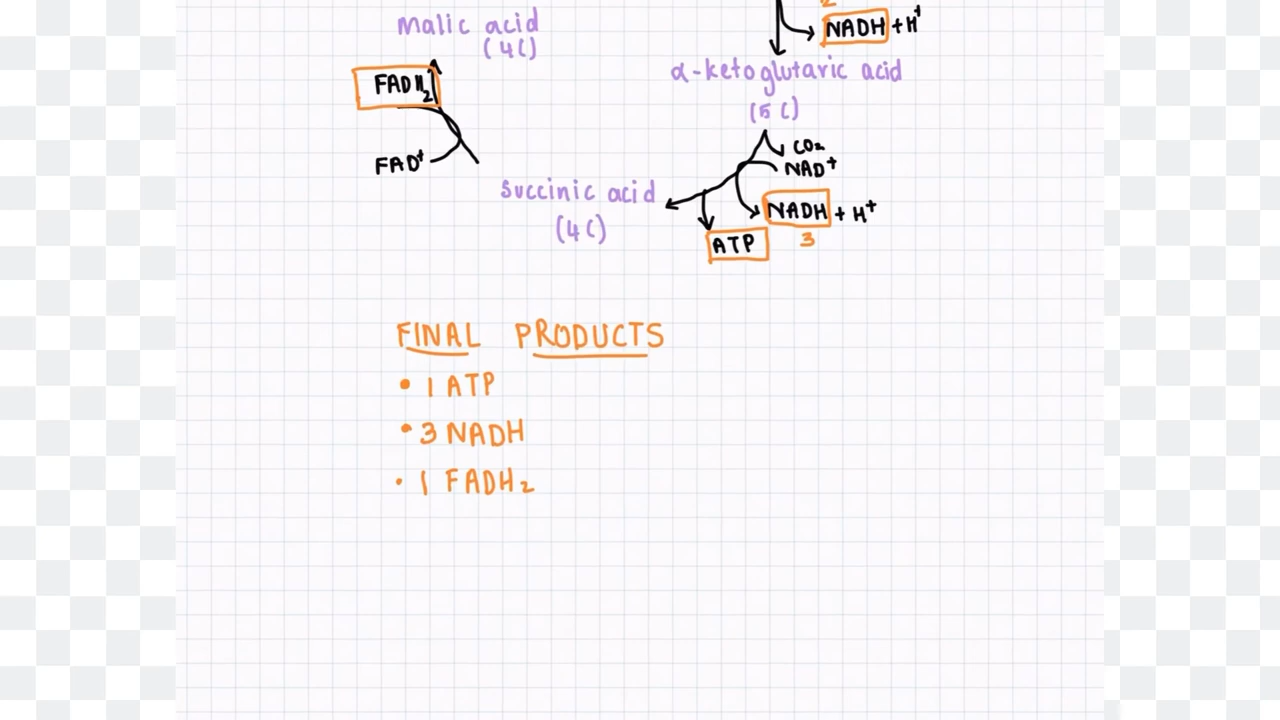 Malic acid
(4C)
2
NADH + H⁺
α-ketoglutaric acid
(5C)
FADH₂
FAD⁺
CO₂
NAD⁺
Succinic acid
(4C)
NADH + H⁺
3
ATP
FINAL PRODUCTS
• 1 ATP
• 3 NADH
• 1 FADH₂